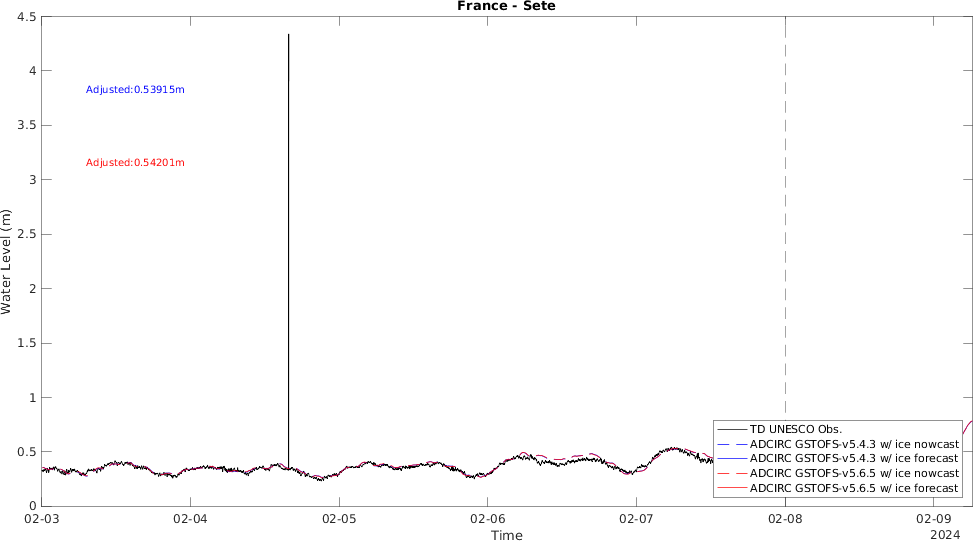 France - Sete
4.5
4
3.5
3
2.5
2
1.5
1
0.5
0
Water Level (m)
Adjusted:0.53915m
Adjusted:0.54201m
TD UNESCO Obs.
ADCIRC GSTOFS-v5.4.3 w/ ice nowcast
ADCIRC GSTOFS-v5.4.3 w/ ice forecast
ADCIRC GSTOFS-v5.6.5 w/ ice nowcast
ADCIRC GSTOFS-v5.6.5 w/ ice forecast
02-03 02-04 02-05 02-06 02-07 02-08 02-09
Time
2024